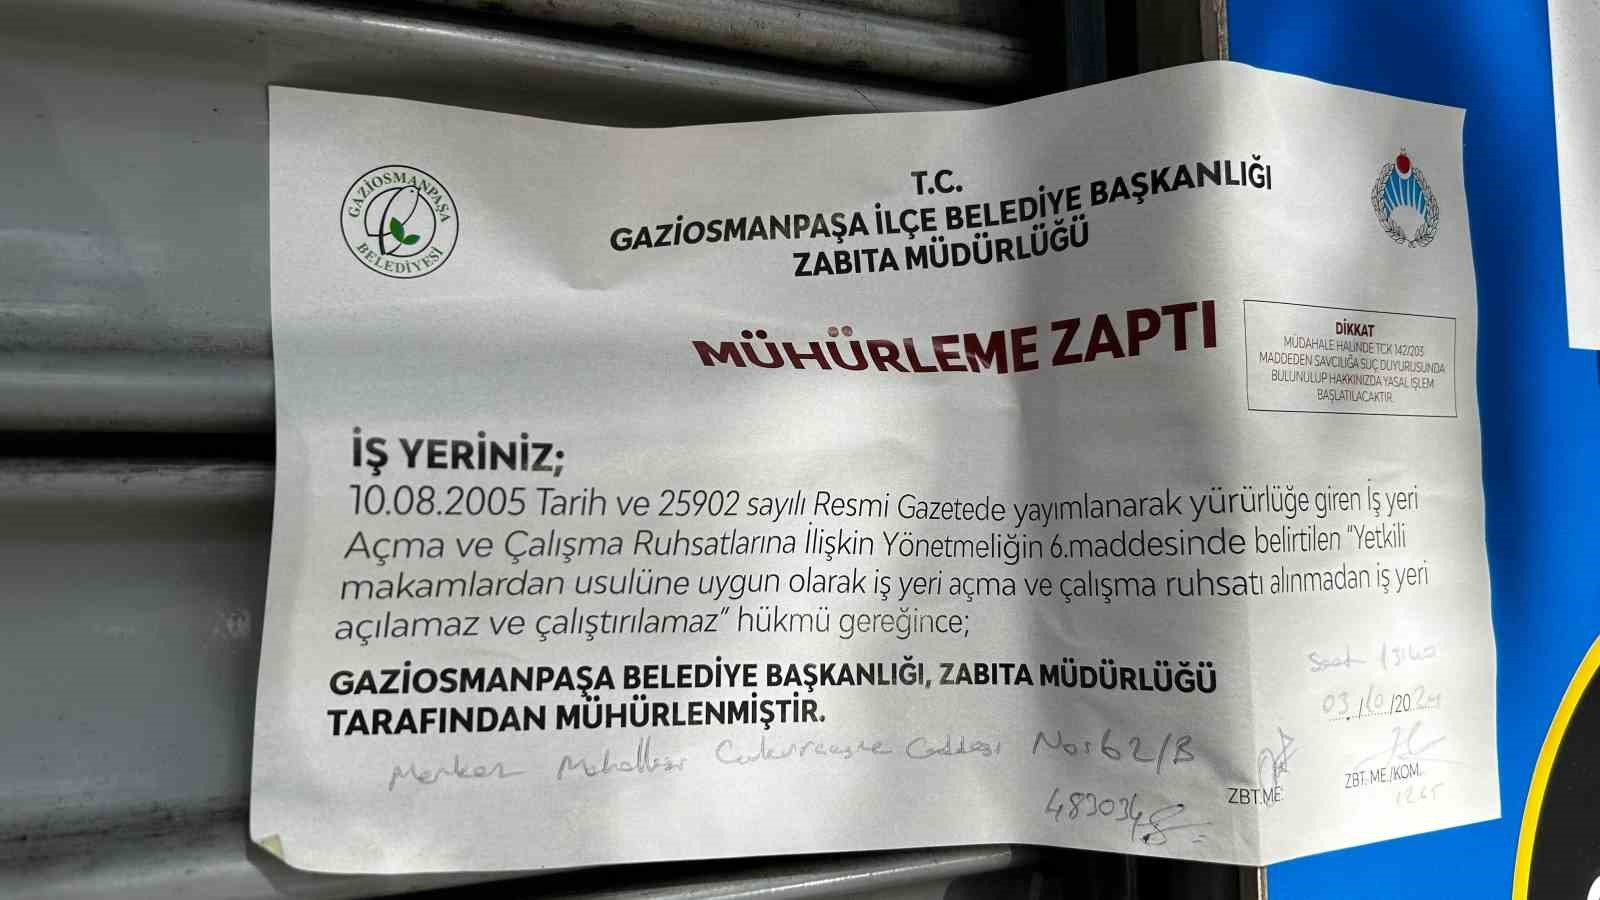 GAZİOSMANPAŞA
BELEDİYESİ
T.C.
GAZİOSMANPAŞA İLÇE BELEDİYE BAŞKANLIĞI
ZABITA MÜDÜRLÜĞÜ
MÜHÜRLEME ZAPTI
DİKKAT
MÜDAHALE HALİNDE TCK 142/203
MADDEDEN SAVCILIĞA SUÇ DUYURUSUNDA
BULUNULUP HAKKINIZDA YASAL İŞLEM
BAŞLATILACAKTIR.
İŞ YERİNİZ;
10.08.2005 Tarih ve 25902 sayılı Resmi Gazetede yayımlanarak yürürlüğe giren İş yeri
Açma ve Çalışma Ruhsatlarına İlişkin Yönetmeliğin 6.maddesinde belirtilen "Yetkili
makamlardan usulüne uygun olarak iş yeri açma ve çalışma ruhsatı alınmadan iş yeri
açılamaz ve çalıştırılamaz" hükmü gereğince;
GAZİOSMANPAŞA BELEDİYE BAŞKANLIĞI, ZABITA MÜDÜRLÜĞÜ
TARAFINDAN MÜHÜRLENMİŞTİR.
Saat
03/10/2024
Merkez Mahallesi Çukurçeşme Caddesi No:62/B
483034
ZBT.ME:
ZBT. ME./KOM.